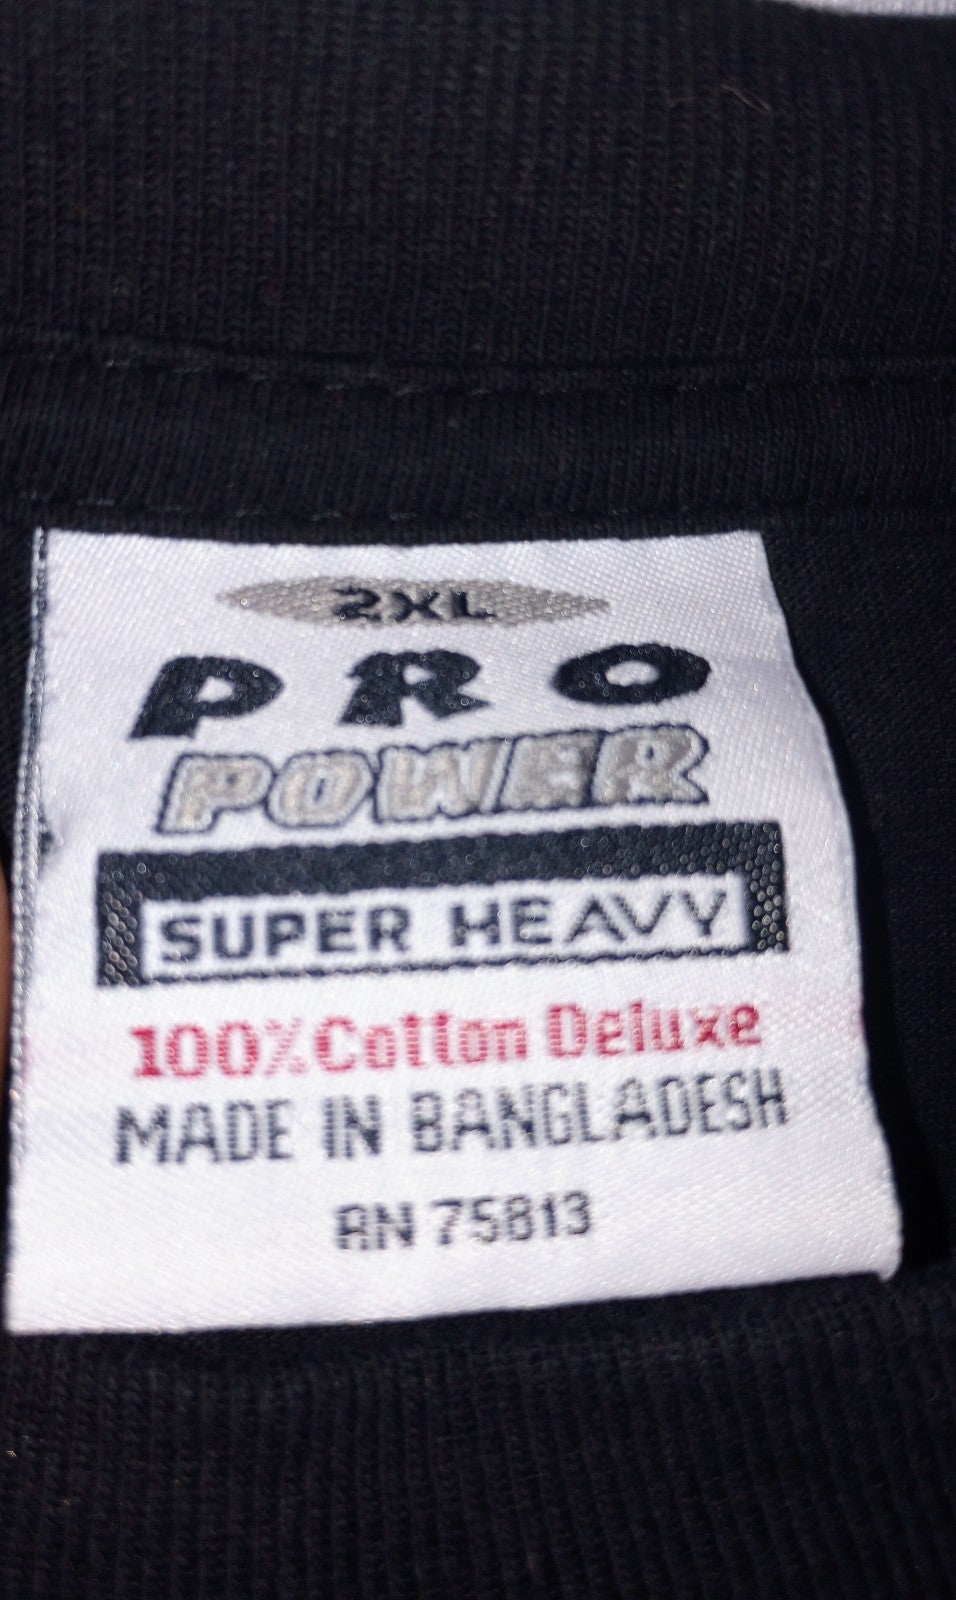 2XL
PRO
POWER
SUPER HEAVY
100% Cotton Deluxe
MADE IN BANGLADESH
RN 75813